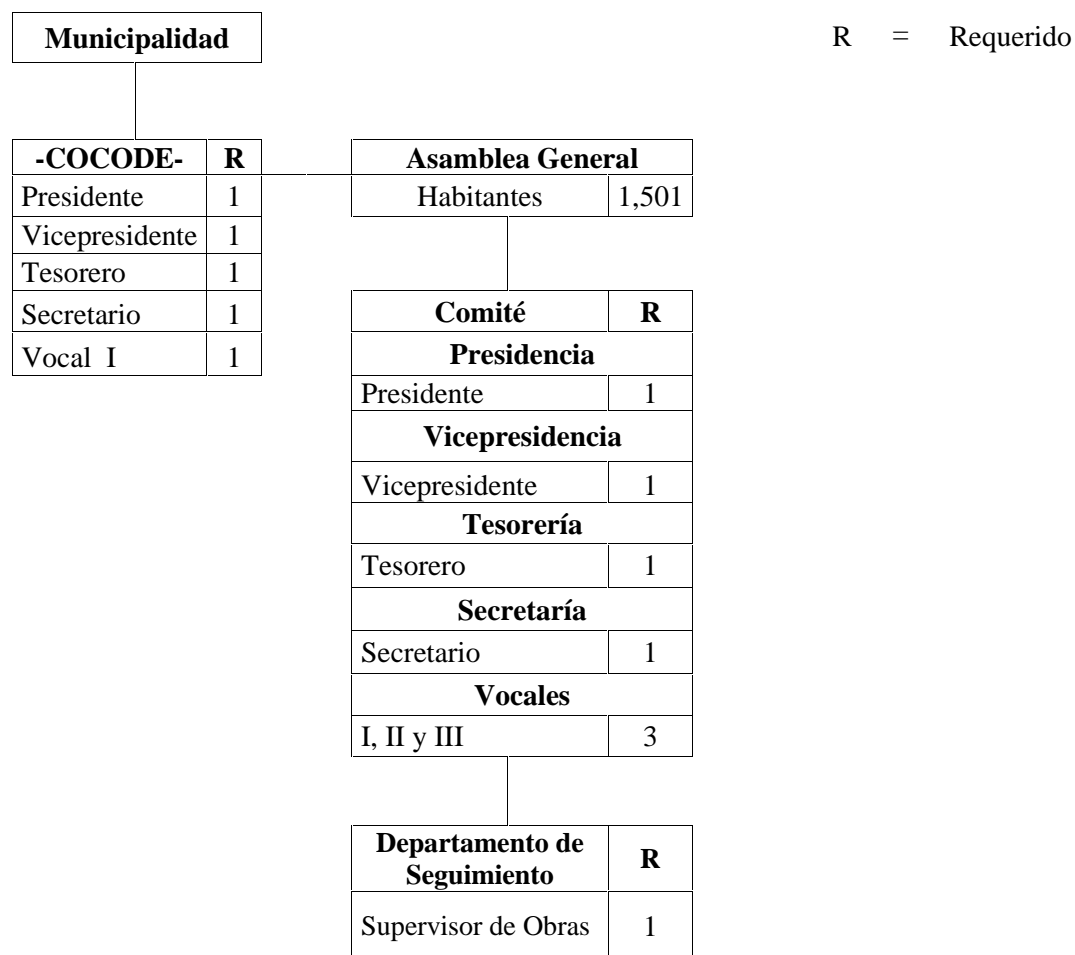 Municipalidad
R = Requerido
-COCODE- R
Presidente 1
Vicepresidente 1
Tesorero 1
Secretario 1
Vocal I 1
Asamblea General
Habitantes 1,501
Comité R
Presidencia
Presidente 1
Vicepresidencia
Vicepresidente 1
Tesorería
Tesorero 1
Secretaría
Secretario 1
Vocales
I, II y III 3
Departamento de
Seguimiento R
Supervisor de Obras 1